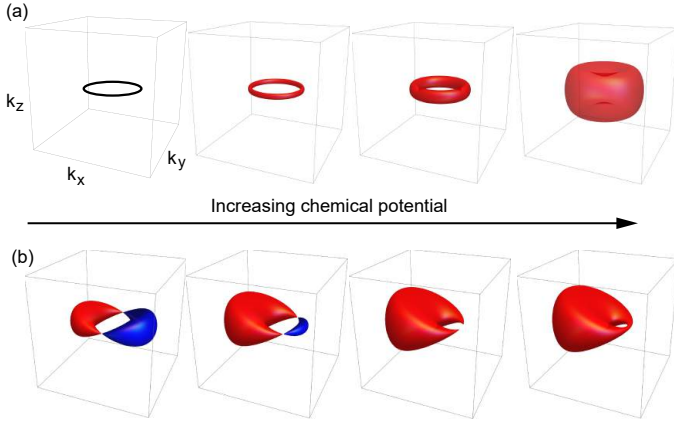 (a)
k_z
k_y
k_x
Increasing chemical potential
(b)